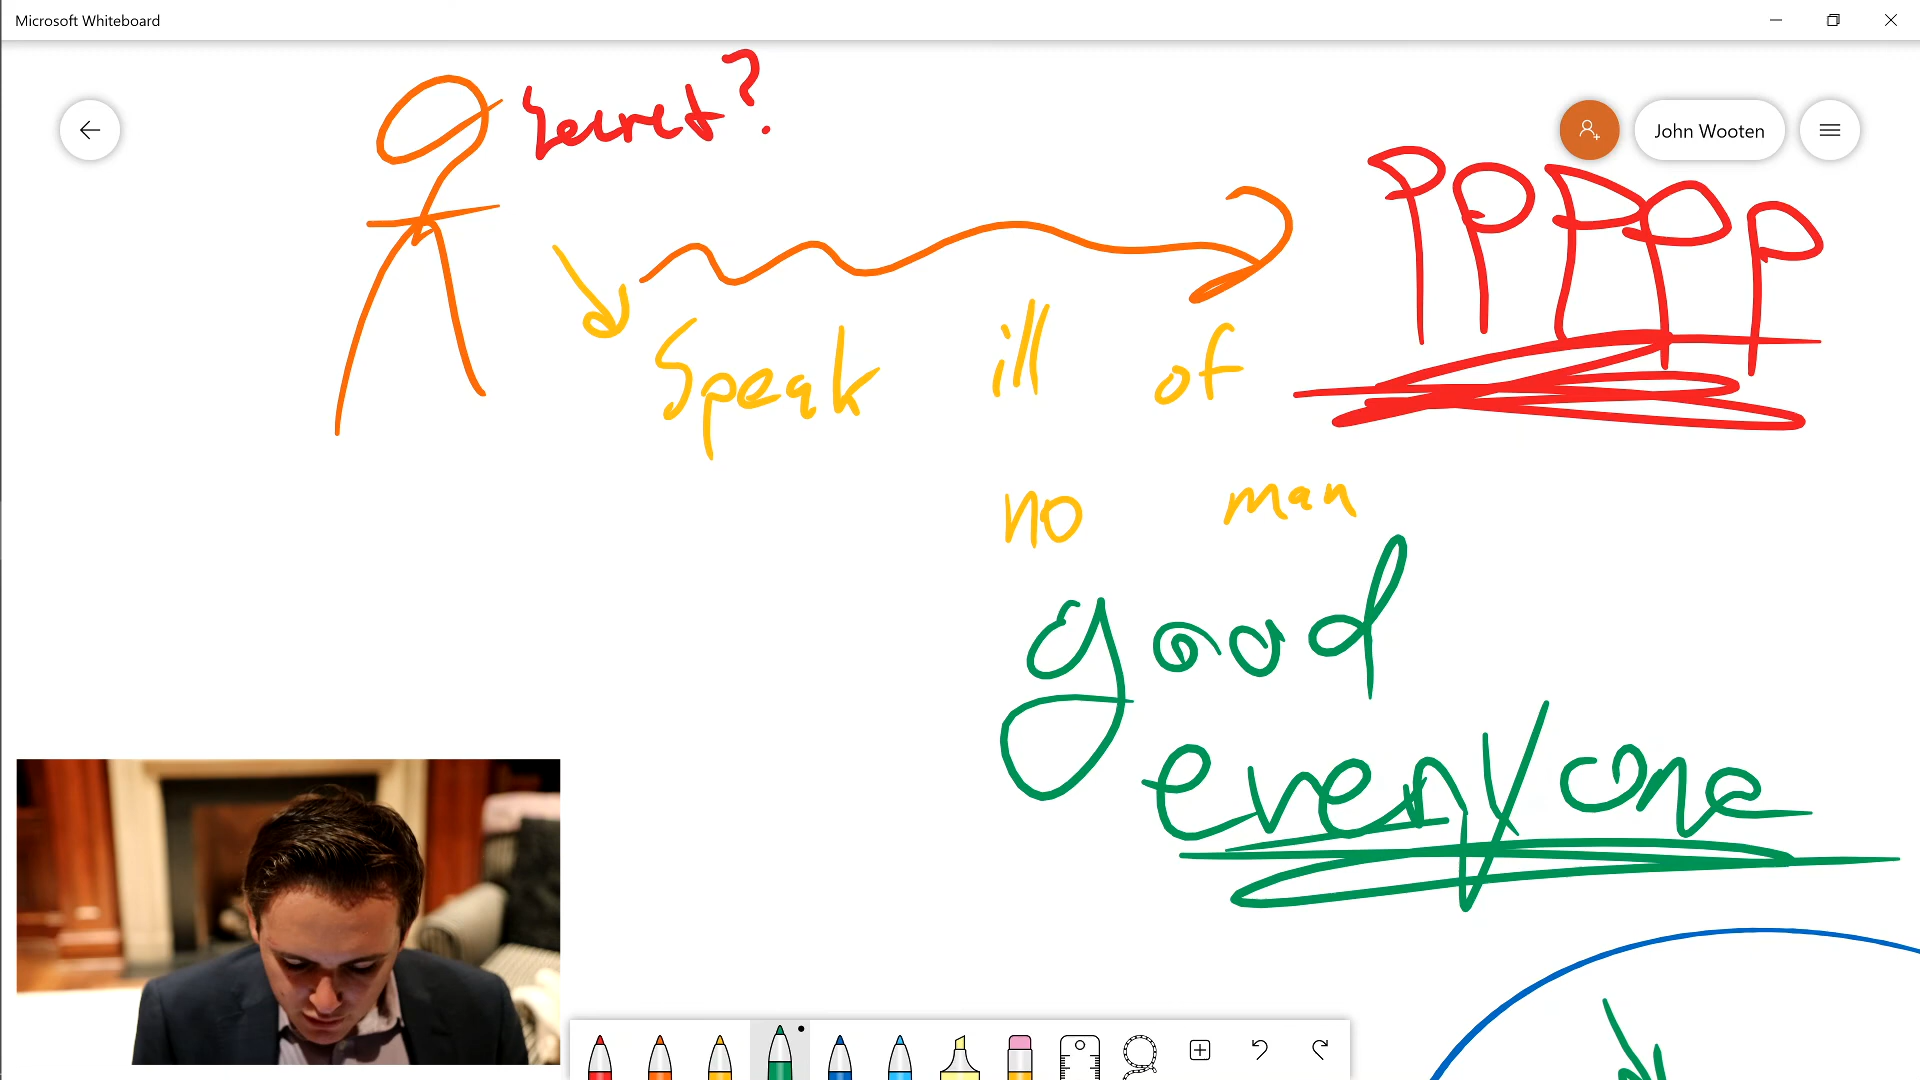 Microsoft Whiteboard
Secret?
John Wooten
PPPPP
Speak ill of
no man
good
everyone